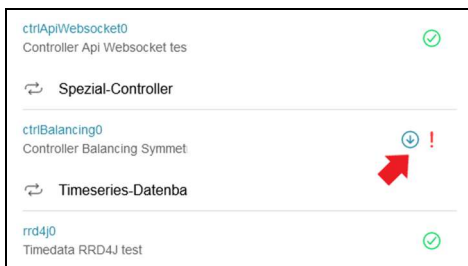 ctrlApiWebsocket0
Controller Api Websocket tes
Spezial-Controller
ctrlBalancing0
Controller Balancing Symmet
!
Timeseries-Datenba
rrd4j0
Timedata RRD4J test